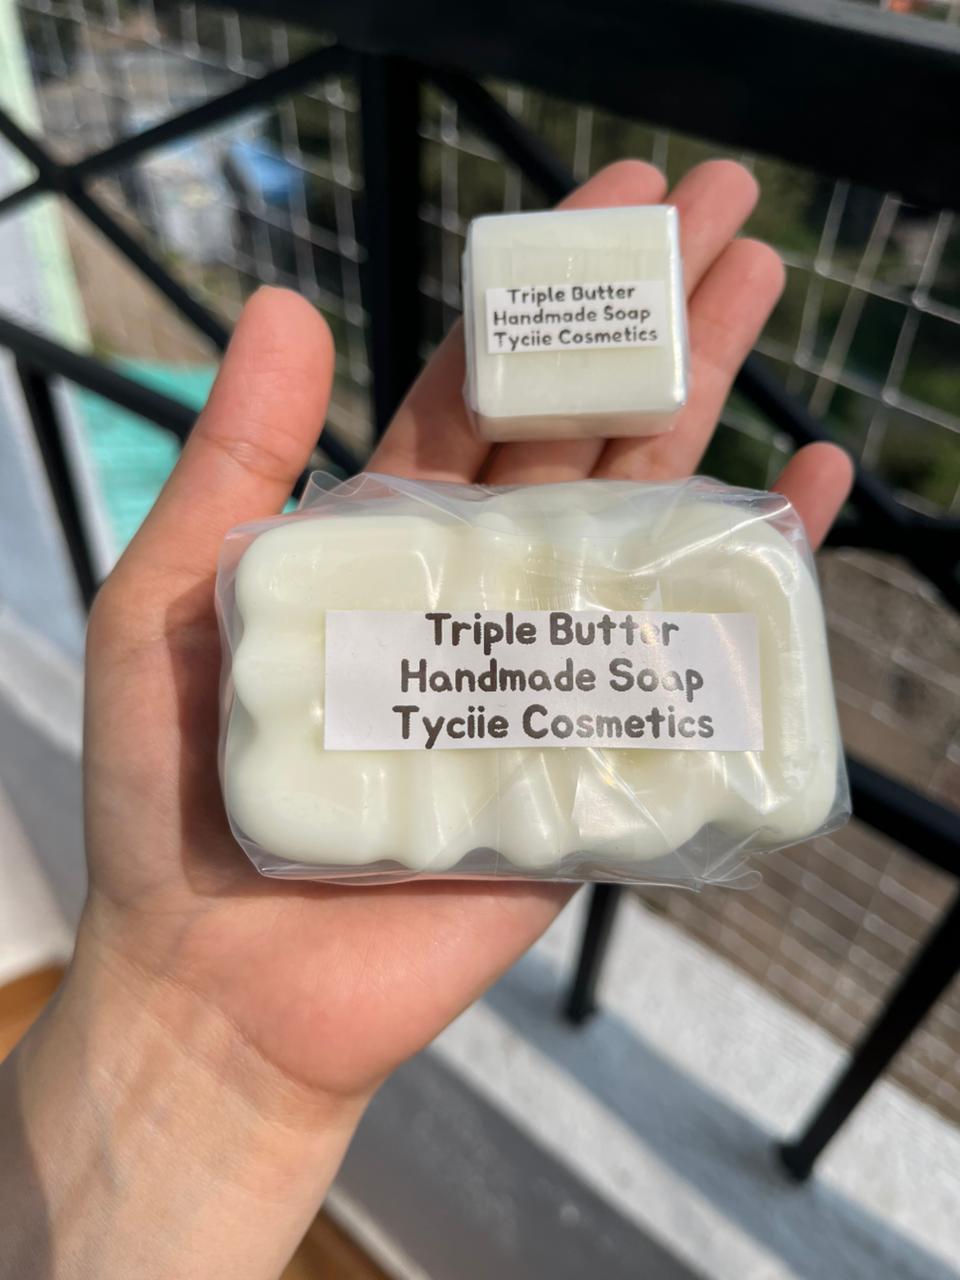 Triple Butter
Handmade Soap
Tyciie Cosmetics
Triple Butter
Handmade Soap
Tyciie Cosmetics